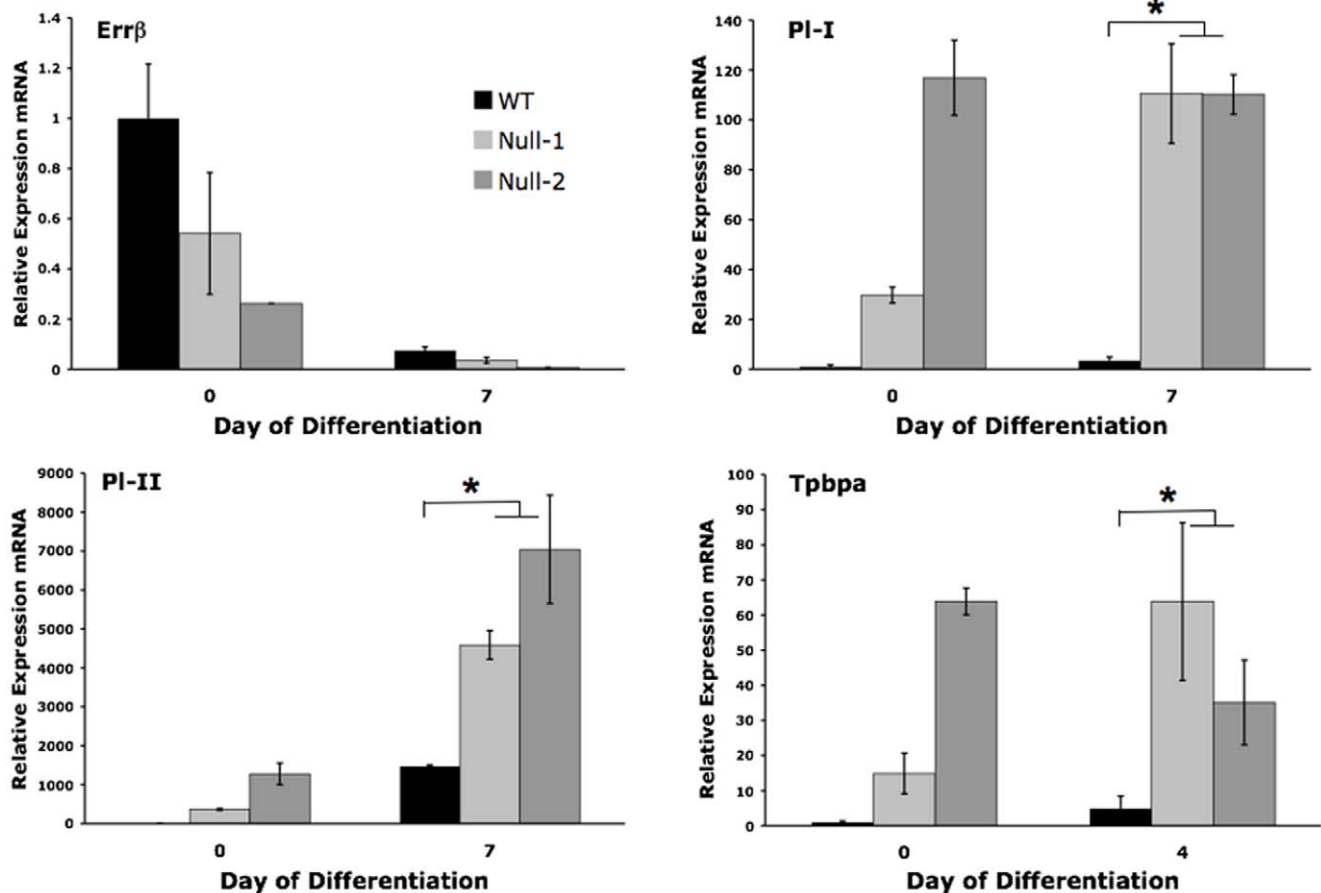 Errβ
Relative Expression mRNA
1.4
1.2
1
0.8
0.6
0.4
0.2
0
WT
Null-1
Null-2
0 7
Day of Differentiation
Pl-I
*
Relative Expression mRNA
140
120
100
80
60
40
20
0
0 7
Day of Differentiation
Pl-II
*
Relative Expression mRNA
9000
8000
7000
6000
5000
4000
3000
2000
1000
0
0 7
Day of Differentiation
Tpbpa
*
Relative Expression mRNA
100
90
80
70
60
50
40
30
20
10
0
0 4
Day of Differentiation